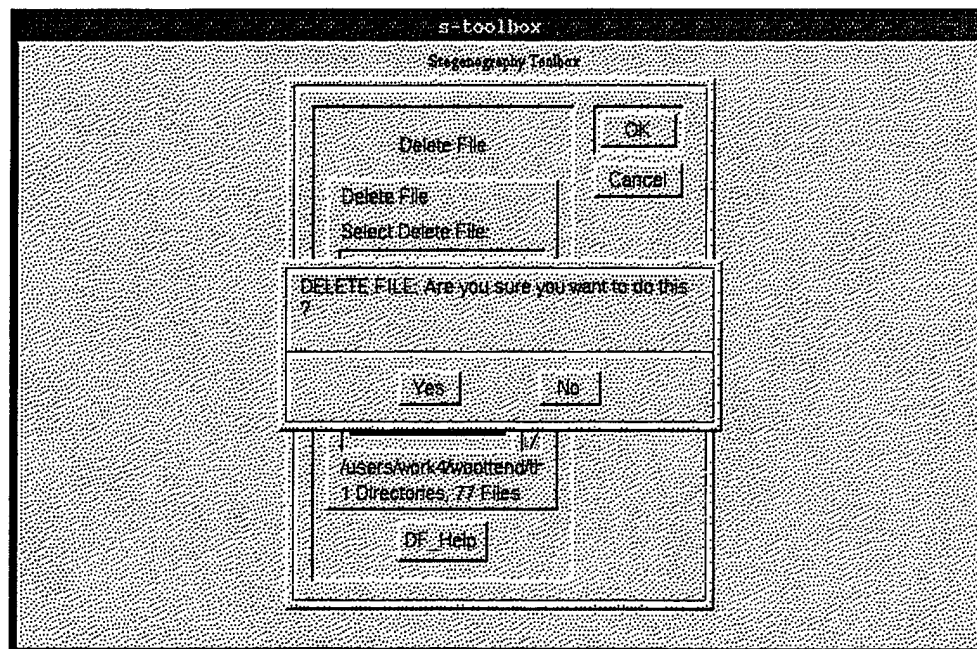 s-toolbox
Steganography Toolbox
OK
Delete File
Cancel
Delete File
Select Delete File:
DELETE FILE: Are you sure you want to do this
?
Yes No
/users/work4/woottend/
1 Directories, 77 Files
DF_Help